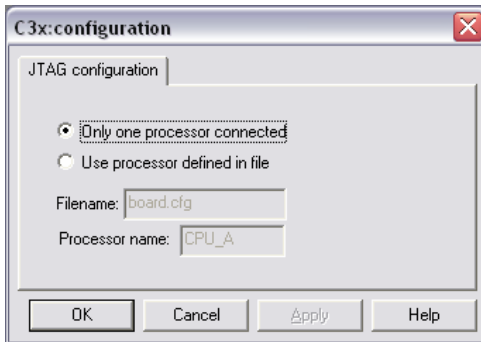 C3x:configuration
JTAG configuration
Only one processor connected
Use processor defined in file
Filename: board.cfg
Processor name: CPU_A
OK Cancel Apply Help